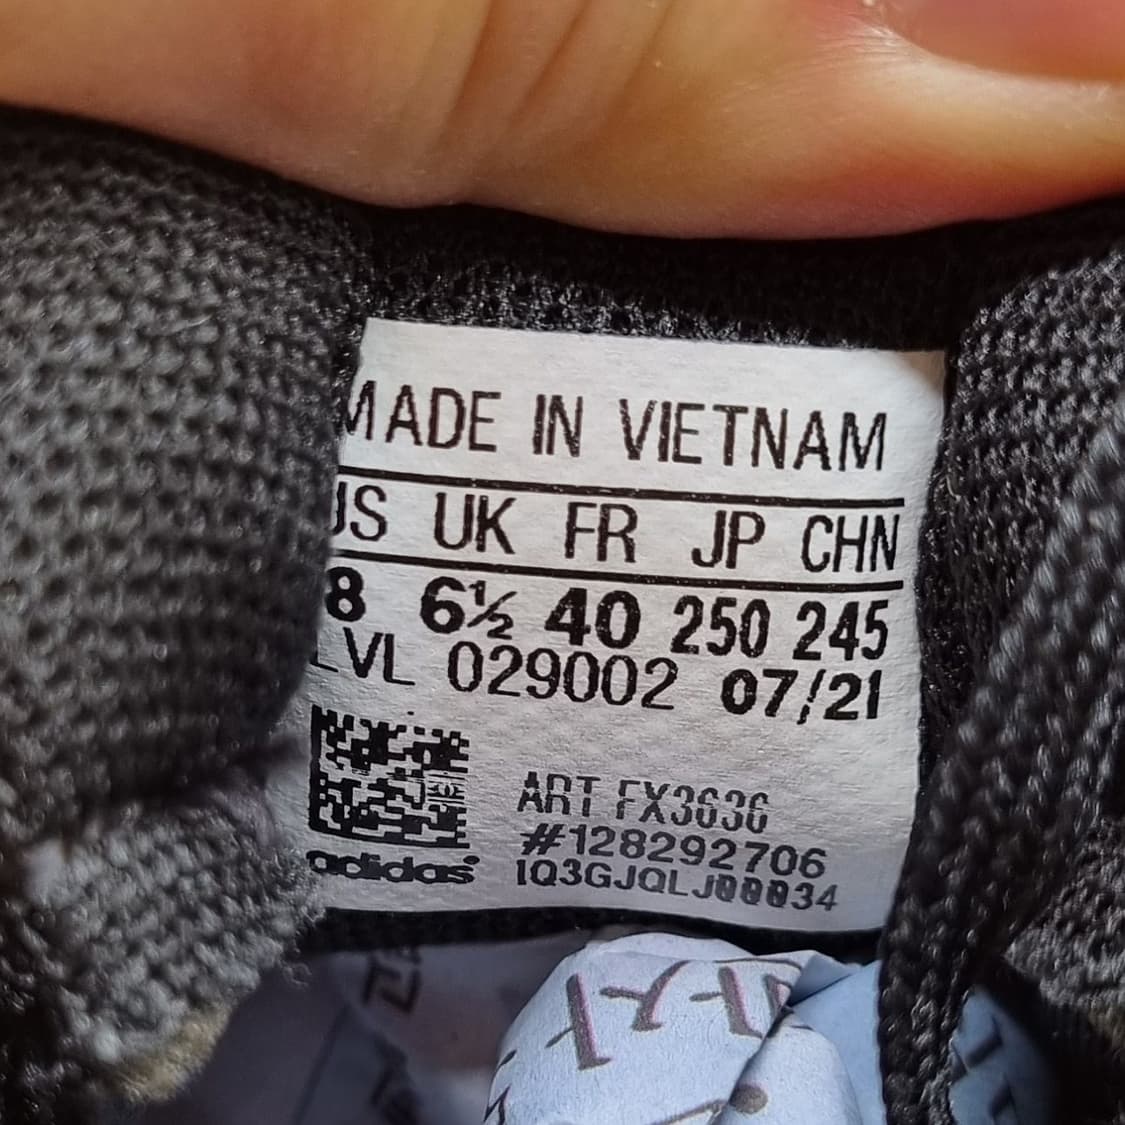 MADE IN VIETNAM
US UK FR JP CHN
8 6½ 40 250 245
LVL 029002 07/21
ART FX3636
#128292706
1Q3GJQLJ00034
adidas